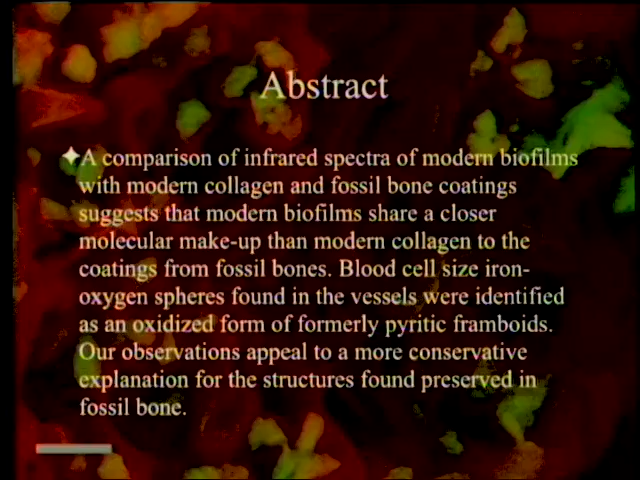 Abstract
A comparison of infrared spectra of modern biofilms
with modern collagen and fossil bone coatings
suggests that modern biofilms share a closer
molecular make-up than modern collagen to the
coatings from fossil bones. Blood cell size iron-
oxygen spheres found in the vessels were identified
as an oxidized form of formerly pyritic framboids.
Our observations appeal to a more conservative
explanation for the structures found preserved in
fossil bone.